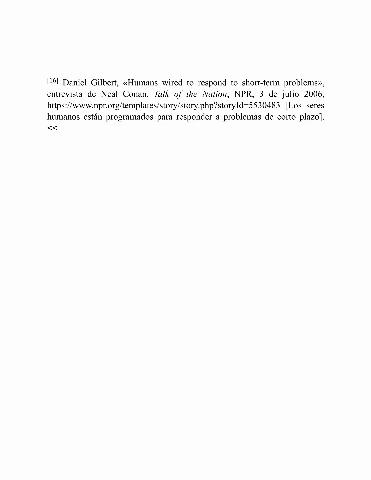 [26] Daniel Gilbert, «Humans wired to respond to short-term problems»,
entrevista de Neal Conan, Talk of the Nation, NPR, 3 de julio 2006,
https://www.npr.org/templates/story/story.php?storyId=5530483 [Los seres
humanos están programados para responder a problemas de corto plazo].
<<